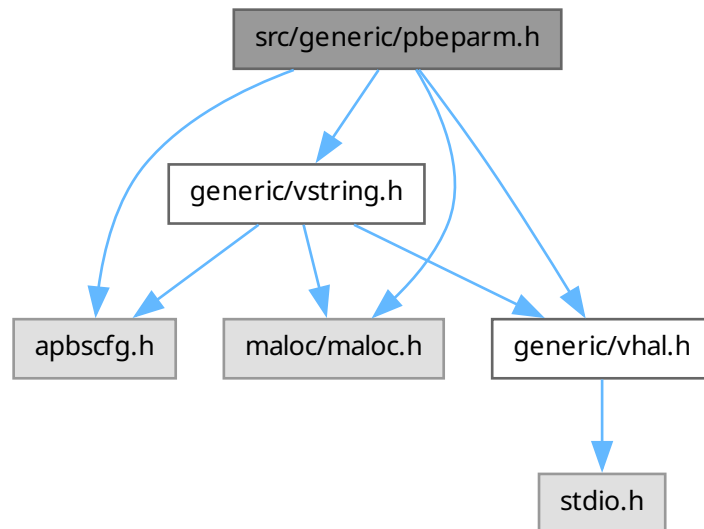 src/generic/pbeparm.h
generic/vstring.h
apbscfg.h
maloc/maloc.h
generic/vhal.h
stdio.h